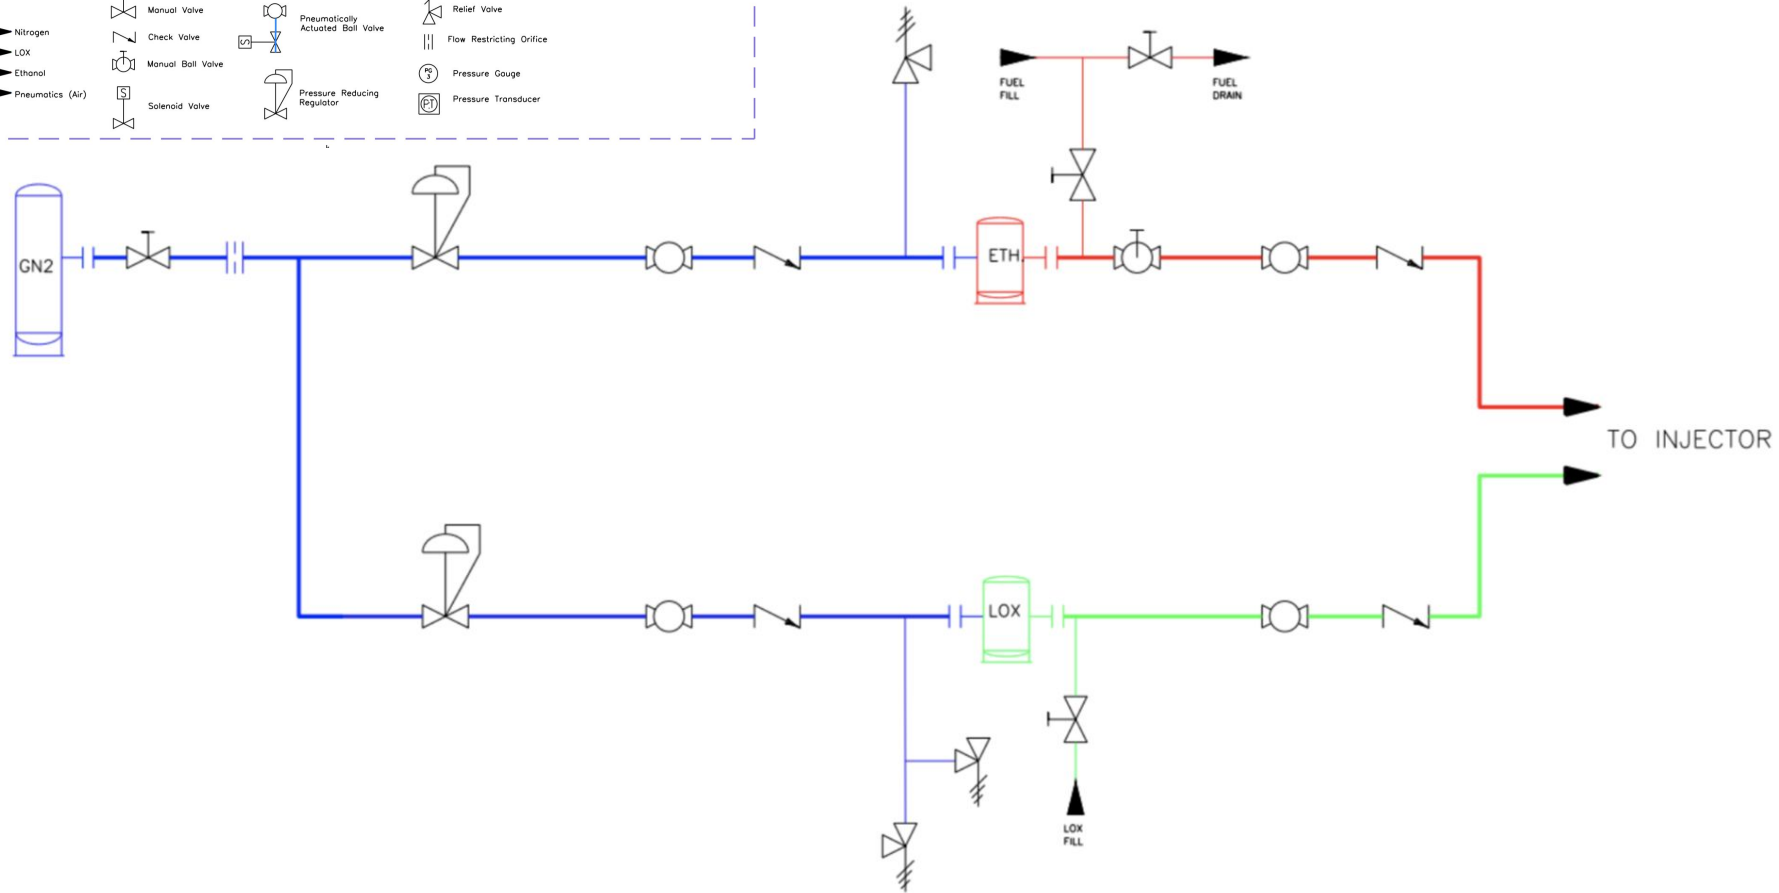 Nitrogen
LOX
Ethanol
Pneumatics (Air)
Manual Valve
Check Valve
Manual Ball Valve
S
Solenoid Valve
Pneumatically
Actuated Ball Valve
S
Pressure Reducing
Regulator
Relief Valve
Flow Restricting Orifice
PG
3
Pressure Gauge
PT
Pressure Transducer
FUEL
FILL
FUEL
DRAIN
GN2
ETH.
TO INJECTOR
LOX
LOX
FILL